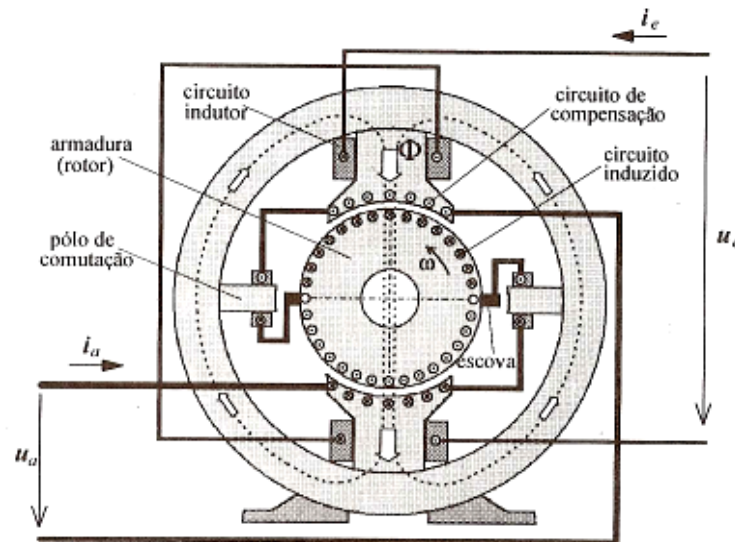 i_e
circuito
indutor
circuito de
compensação
armadura
(rotor)
Φ
circuito
induzido
pólo de
comutação
ω
i_a
escova
u_a